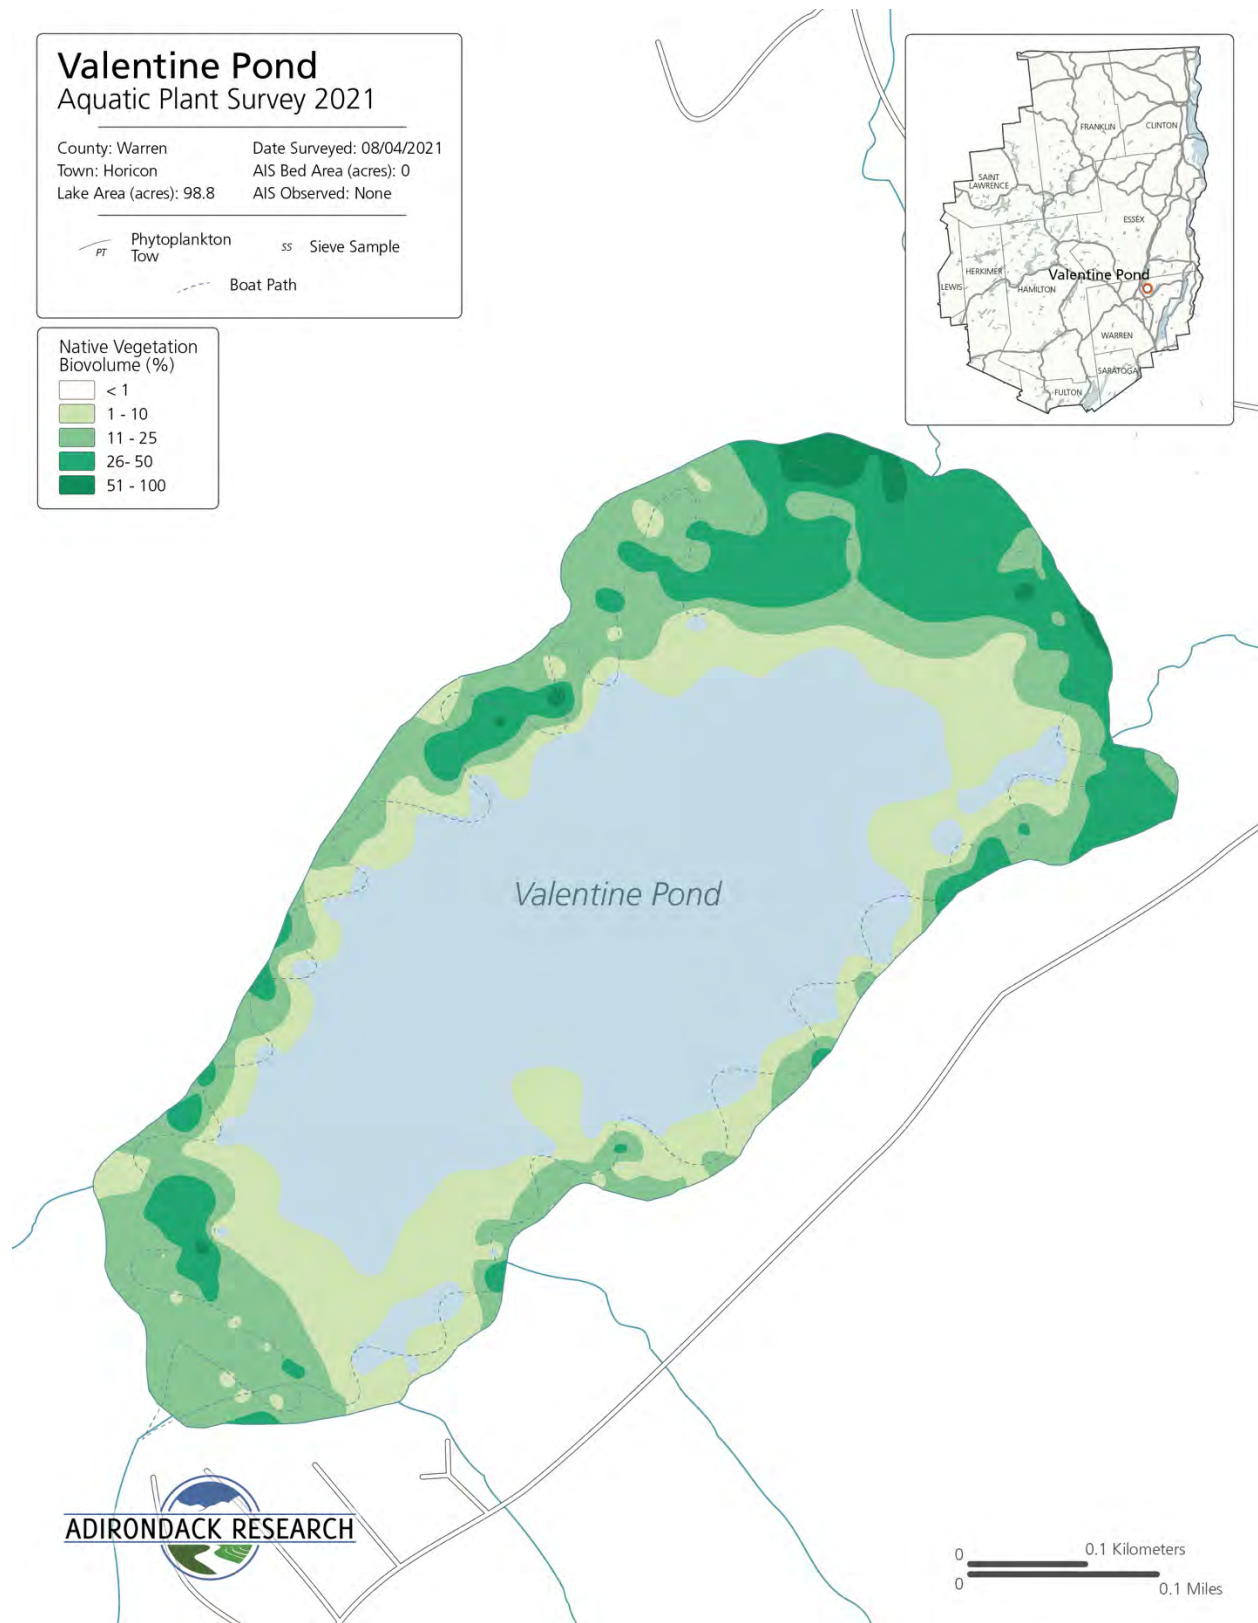 Valentine Pond
Aquatic Plant Survey 2021
County: Warren
Date Surveyed: 08/04/2021
Town: Horicon
AIS Bed Area (acres): 0
Lake Area (acres): 98.8
AIS Observed: None
PT
Phytoplankton
Tow
SS
Sieve Sample
Boat Path
Native Vegetation
Biovolume (%)
< 1
1 - 10
11 - 25
26- 50
51 - 100
FRANKLIN
CLINTON
SAINT
LAWRENCE
ESSEX
HERKIMER
Valentine Pond
LEWIS
HAMILTON
WARREN
SARATOGA
FULTON
Valentine Pond
ADIRONDACK RESEARCH
0
0.1 Kilometers
0
0.1 Miles